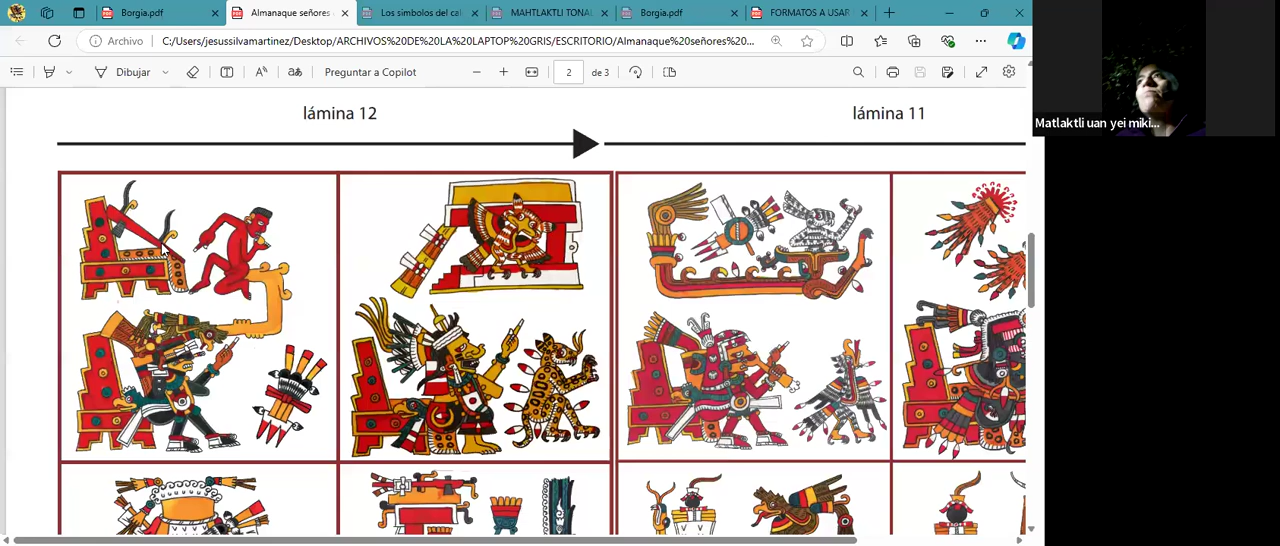 Borgia.pdf
Almanaque señores
Los simbolos del cal
MAHTLAKTLI TONAL
Borgia.pdf
FORMATOS A USAR
Archivo
C:/Users/jesussilvamartinez/Desktop/ARCHIVOS%20DE%20LA%20LAPTOP%20GRIS/ESCRITORIO/Almanaque%20señores%20...
Dibujar
Preguntar a Copilot
2
de 3
lámina 12
lámina 11
Matlaktli uan yei miki...